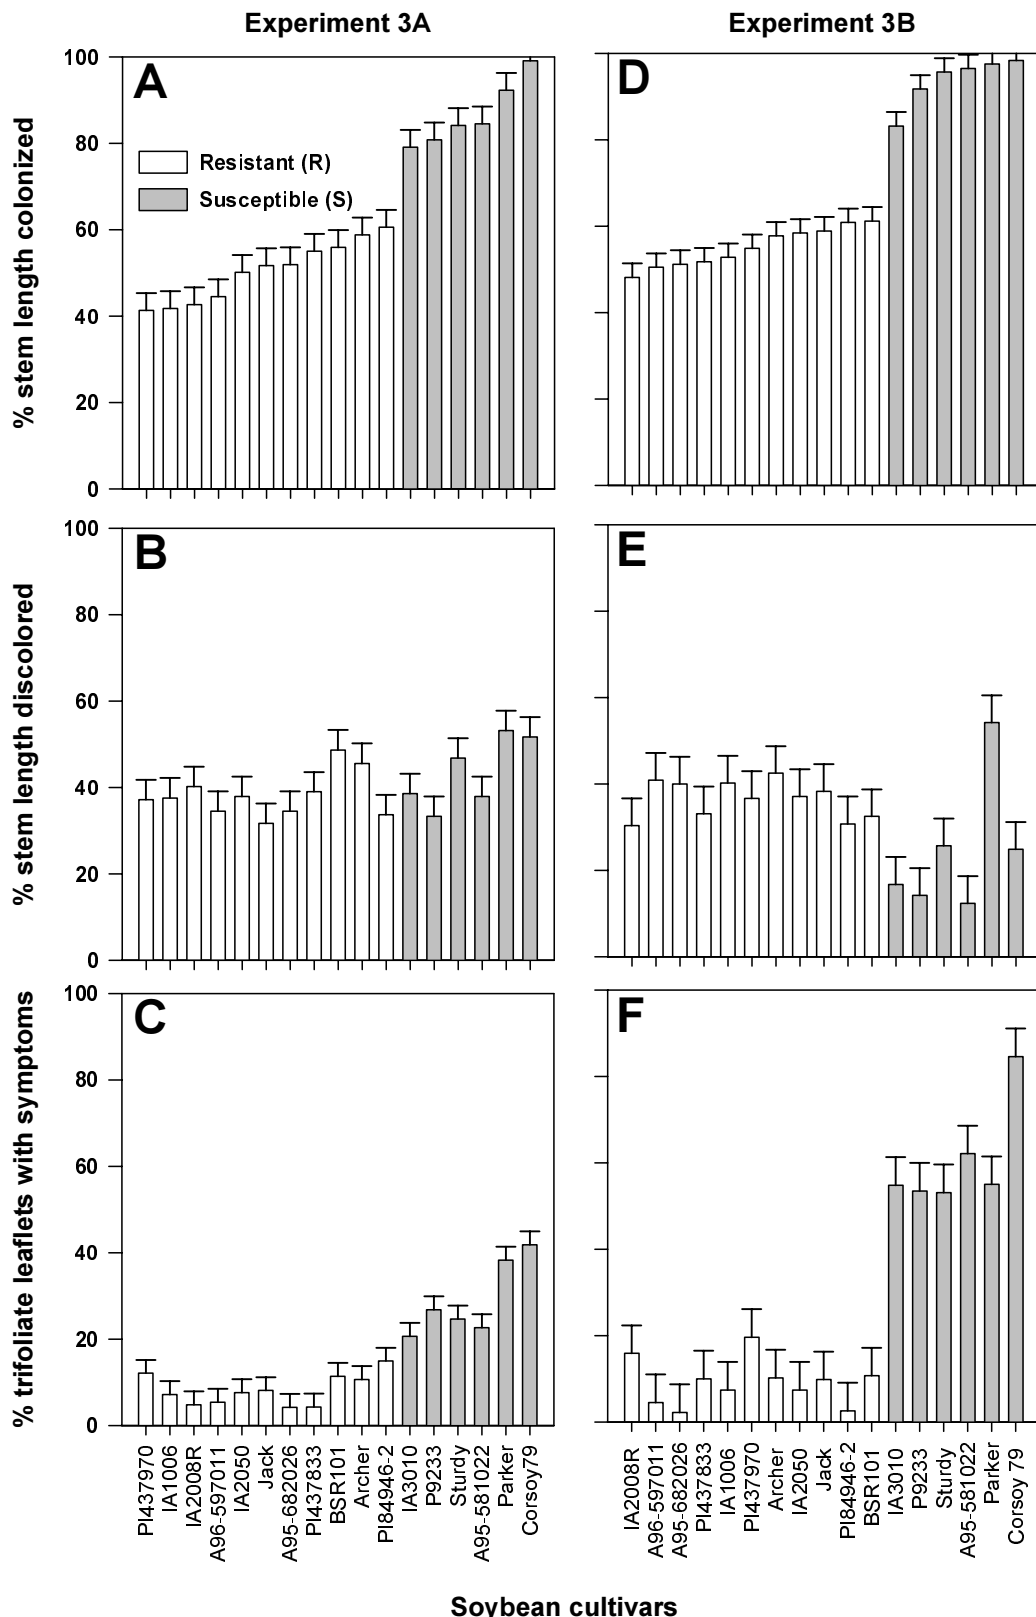 Experiment 3A
Experiment 3B
% stem length colonized
100
80
60
40
20
0
A
Resistant (R)
Susceptible (S)
D
% stem length discolored
100
80
60
40
20
0
B
E
% trifoliate leaflets with symptoms
100
80
60
40
20
0
C
F
PI437970
IA1006
IA2008R
A96-597011
IA2050
Jack
A95-682026
PI437833
BSR101
Archer
PI84946-2
IA3010
P9233
Sturdy
A95-581022
Parker
Corsoy79
IA2008R
A96-597011
A95-682026
PI437833
IA1006
PI437970
Archer
IA2050
Jack
PI84946-2
BSR101
IA3010
P9233
Sturdy
A95-581022
Parker
Corsoy 79
Soybean cultivars